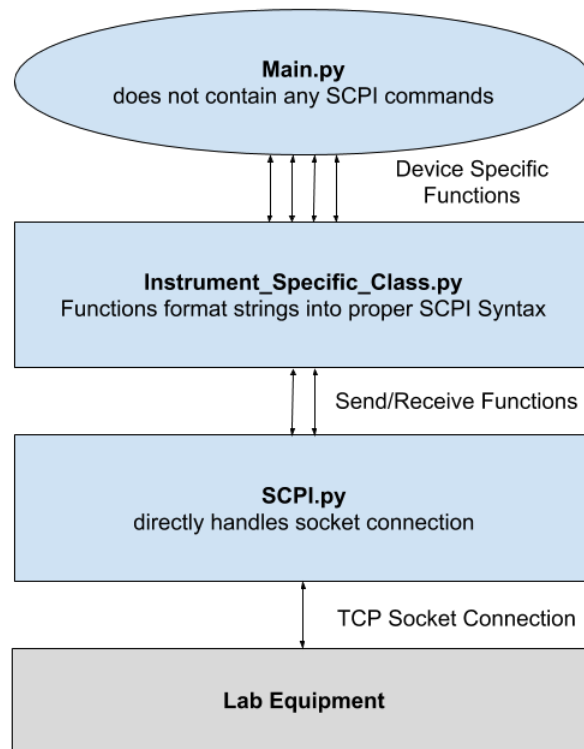 Main.py
does not contain any SCPI commands
Device Specific
Functions
Instrument_Specific_Class.py
Functions format strings into proper SCPI Syntax
Send/Receive Functions
SCPI.py
directly handles socket connection
TCP Socket Connection
Lab Equipment